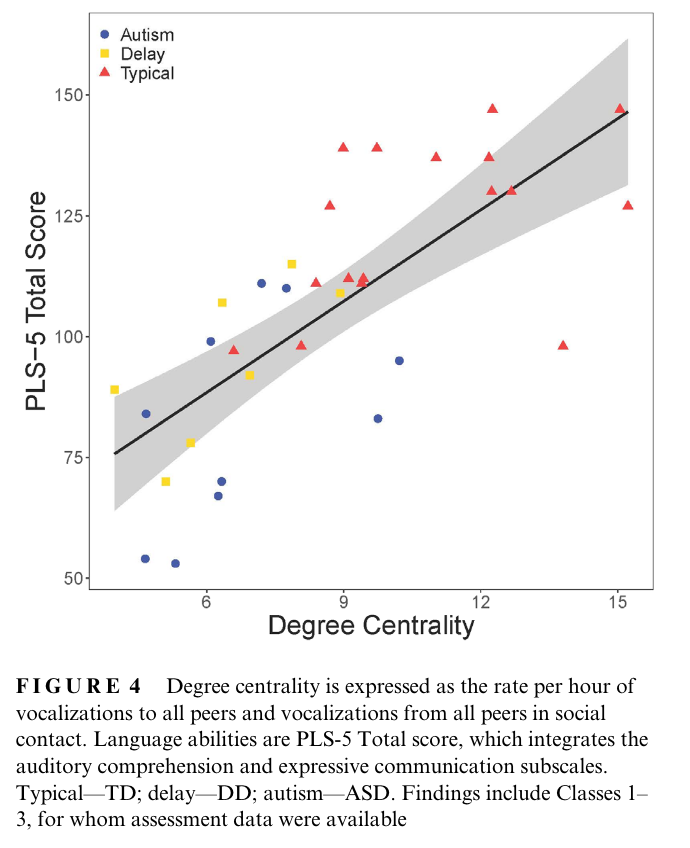 Autism
Delay
Typical
PLS−5 Total Score
150
125
100
75
50
6 9 12 15
Degree Centrality
FIGURE 4 Degree centrality is expressed as the rate per hour of
vocalizations to all peers and vocalizations from all peers in social
contact. Language abilities are PLS-5 Total score, which integrates the
auditory comprehension and expressive communication subscales.
Typical—TD; delay—DD; autism—ASD. Findings include Classes 1–
3, for whom assessment data were available